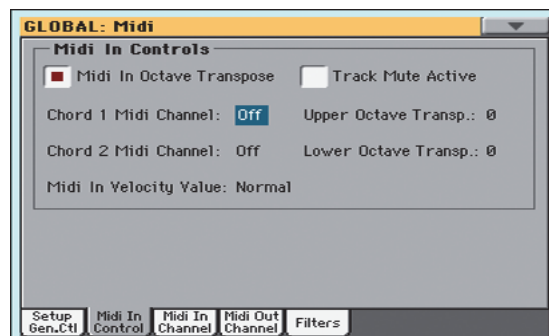 GLOBAL: Midi
Midi In Controls
Midi In Octave Transpose
Track Mute Active
Chord 1 Midi Channel: Off
Upper Octave Transp.: 0
Chord 2 Midi Channel: Off
Lower Octave Transp.: 0
Midi In Velocity Value: Normal
Setup Gen.Ctl
Midi In Control
Midi In Channel
Midi Out Channel
Filters